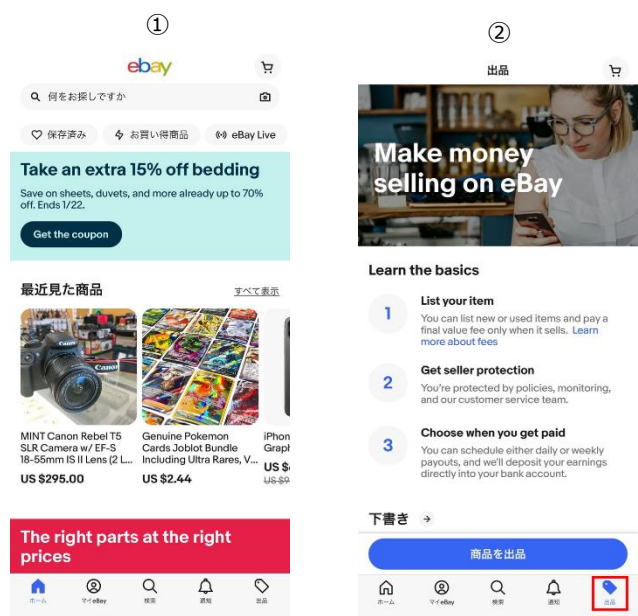 ①
ebay
何をお探しですか
保存済み
お買い得商品
eBay Live
Take an extra 15% off bedding
Save on sheets, duvets, and more already up to 70%
off. Ends 1/22.
Get the coupon
最近見た商品
すべて表示
Canon
MINT Canon Rebel T5
SLR Camera w/ EF-S
18-55mm IS II Lens (2 L...
US $295.00
Genuine Pokemon
Cards Joblot Bundle
Including Ultra Rares, V...
US $2.44
iPhon
Graph
US $
US $9
The right parts at the right
prices
ホーム
マイeBay
検索
通知
出品
②
出品
Make money
selling on eBay
Learn the basics
1
List your item
You can list new or used items and pay a
final value fee only when it sells. Learn
more about fees
2
Get seller protection
You're protected by policies, monitoring,
and our customer service team.
3
Choose when you get paid
You can schedule either daily or weekly
payouts, and we'll deposit your earnings
directly into your bank account.
下書き
商品を出品
ホーム
マイeBay
検索
通知
出品